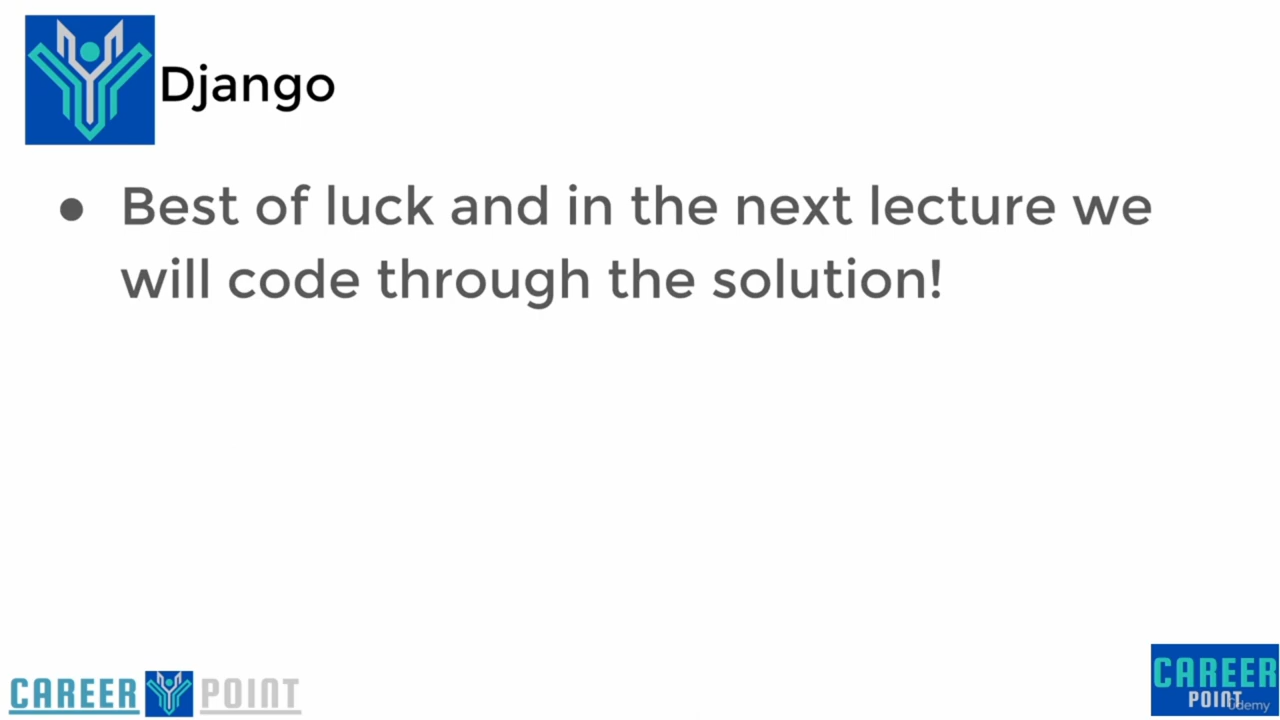 Django
● Best of luck and in the next lecture we
will code through the solution!
CAREER POINT
CAREER
POINT
ûdemy